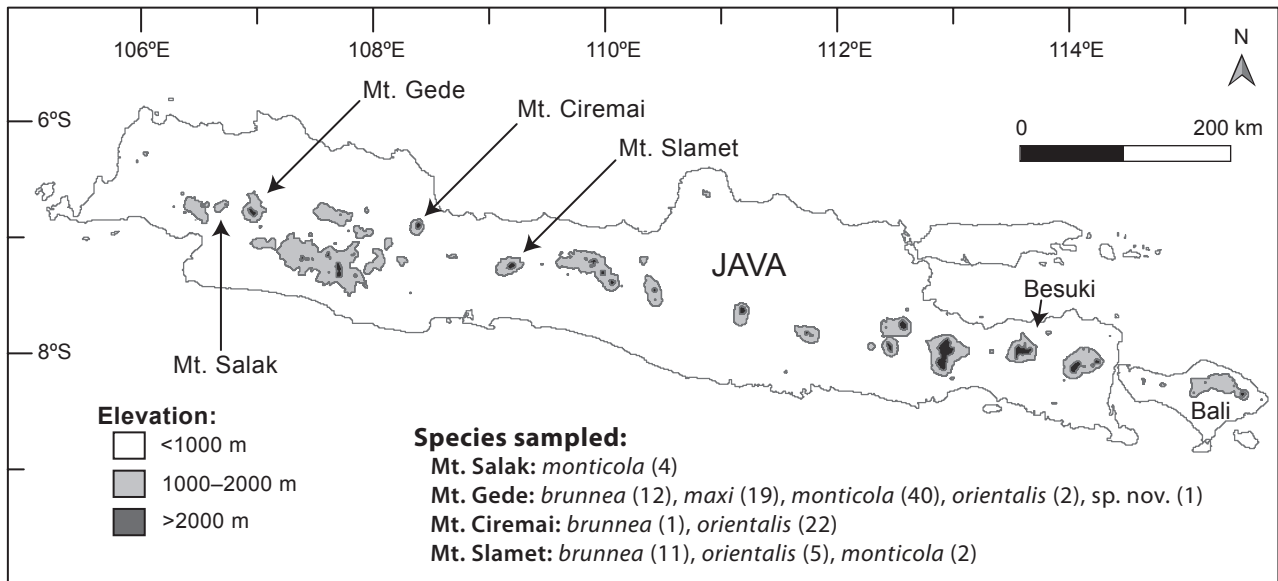 106ºE 108ºE 110ºE 112ºE 114ºE
N
Mt. Gede
Mt. Ciremai
6ºS
0 200 km
Mt. Slamet
JAVA
Besuki
8ºS
Mt. Salak
Bali
Elevation:
<1000 m
1000–2000 m
>2000 m
Species sampled:
Mt. Salak: monticola (4)
Mt. Gede: brunnea (12), maxi (19), monticola (40), orientalis (2), sp. nov. (1)
Mt. Ciremai: brunnea (1), orientalis (22)
Mt. Slamet: brunnea (11), orientalis (5), monticola (2)